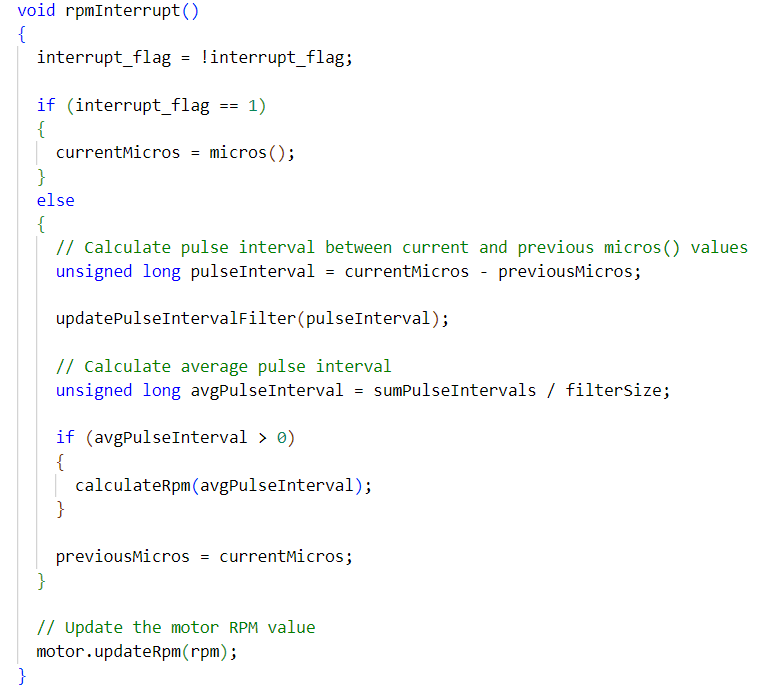 void rpmInterrupt()
{
interrupt_flag = !interrupt_flag;
if (interrupt_flag == 1)
{
currentMicros = micros();
}
else
{
// Calculate pulse interval between current and previous micros() values
unsigned long pulseInterval = currentMicros - previousMicros;
updatePulseIntervalFilter(pulseInterval);
// Calculate average pulse interval
unsigned long avgPulseInterval = sumPulseIntervals / filterSize;
if (avgPulseInterval > 0)
{
calculateRpm(avgPulseInterval);
}
previousMicros = currentMicros;
}
// Update the motor RPM value
motor.updateRpm(rpm);
}